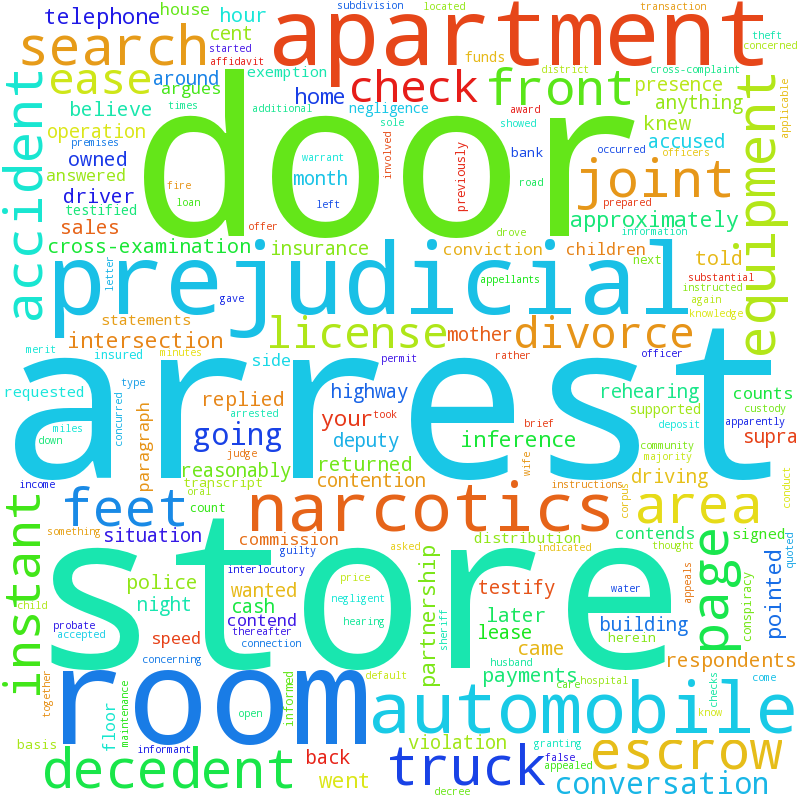 subdivision
located
transaction
house
hour
telephone
apartment
theft
search
cent
started
affidavit
funds
concerned
ease
around
argues
exemption
check
front
district
cross-complaint
presence
equipment
accident
door
believe
home
negligence
times
additional
award
anything
applicable
operation
premises
sole
showed
knew
owned
answered
driver
testified
sales
fire
loan
warrant
month
left
involved
previously
bank
road
occurred
accused
officers
joint
prepared
approximately
offer
drove
information
cross-examination
insurance
conviction
children
next
told
letter
prejudicial
gave
appellants
substantial
instructed
again
knowledge
statements
intersection
license
mother
divorce
merit
insured
minutes
side
permit
rather
officer
requested
type
arrest
replied
highway
rehearing
counts
concurred
paragraph
arrested
your
took
brief
supported
deposit
custody
apparently
miles
down
judge
going
deputy
inference
community
majority
supra
income
reasonably
transcript
returned
contention
wife
instructions
corpus
driving
conduct
oral
count
feet
narcotics
area
instant
something
situation
commission
guilty
asked
distribution
indicated
contends
thought
signed
page
quoted
pointed
interlocutory
store
police
night
wanted
cash
price
negligent
partnership
sheriff
testify
later
lease
water
building
herein
appeals
conspiracy
child
probate
accepted
speed
contend
thereafter
connection
hearing
came
respondents
concerning
room
default
husband
payments
care
hospital
checks
know
come
together
floor
maintenance
open
informed
automobile
basis
informant
back
violation
false
granting
appealed
escrow
decedent
went
truck
decree
conversation